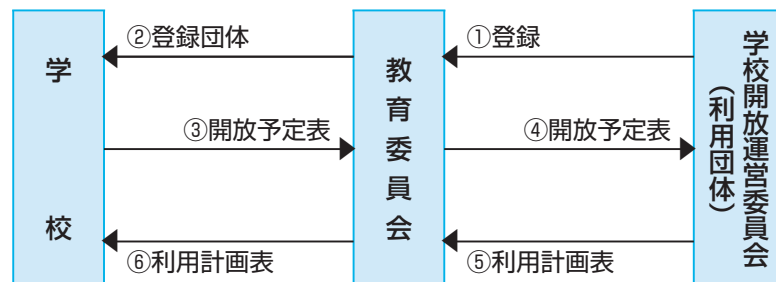 学校
②登録団体
③開放予定表
⑥利用計画表
教育委員会
①登録
④開放予定表
⑤利用計画表
学校開放運営委員会
(利用団体)